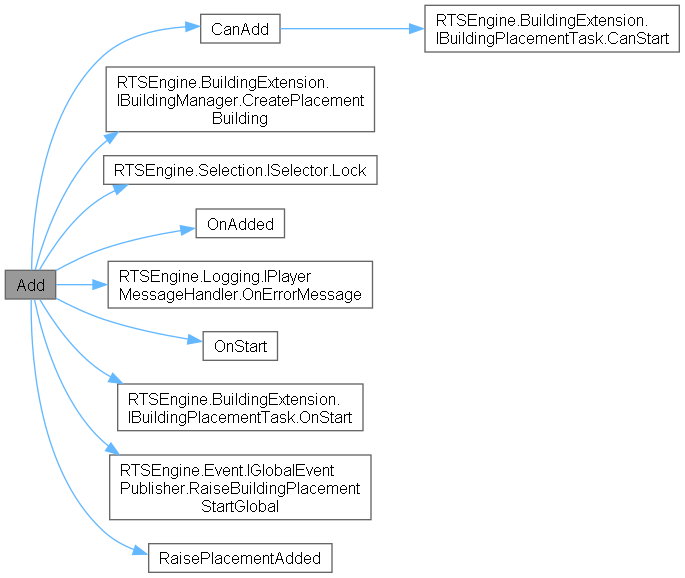 CanAdd
RTSEngine.BuildingExtension.
IBuildingPlacementTask.CanStart
RTSEngine.BuildingExtension.
IBuildingManager.CreatePlacement
Building
RTSEngine.Selection.ISelector.Lock
OnAdded
Add
RTSEngine.Logging.IPlayer
MessageHandler.OnErrorMessage
OnStart
RTSEngine.BuildingExtension.
IBuildingPlacementTask.OnStart
RTSEngine.Event.IGlobalEvent
Publisher.RaiseBuildingPlacement
StartGlobal
RaisePlacementAdded